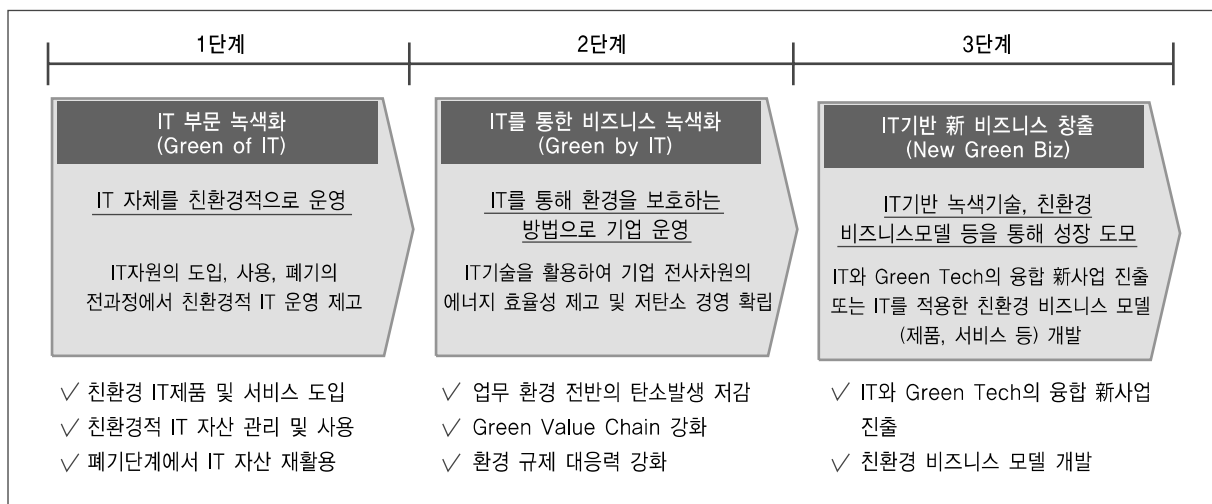 1단계
2단계
3단계
IT 부문 녹색화
(Green of IT)
IT 자체를 친환경적으로 운영
IT자원의 도입, 사용, 폐기의
전과정에서 친환경적 IT 운영 제고
✓ 친환경 IT제품 및 서비스 도입
✓ 친환경적 IT 자산 관리 및 사용
✓ 폐기단계에서 IT 자산 재활용
IT를 통한 비즈니스 녹색화
(Green by IT)
IT를 통해 환경을 보호하는
방법으로 기업 운영
IT기술을 활용하여 기업 전사차원의
에너지 효율성 제고 및 저탄소 경영 확립
✓ 업무 환경 전반의 탄소발생 저감
✓ Green Value Chain 강화
✓ 환경 규제 대응력 강화
IT기반 新 비즈니스 창출
(New Green Biz)
IT기반 녹색기술, 친환경
비즈니스모델 등을 통해 성장 도모
IT와 Green Tech의 융합 新사업 진출
또는 IT를 적용한 친환경 비즈니스 모델
(제품, 서비스 등) 개발
✓ IT와 Green Tech의 융합 新사업
진출
✓ 친환경 비즈니스 모델 개발